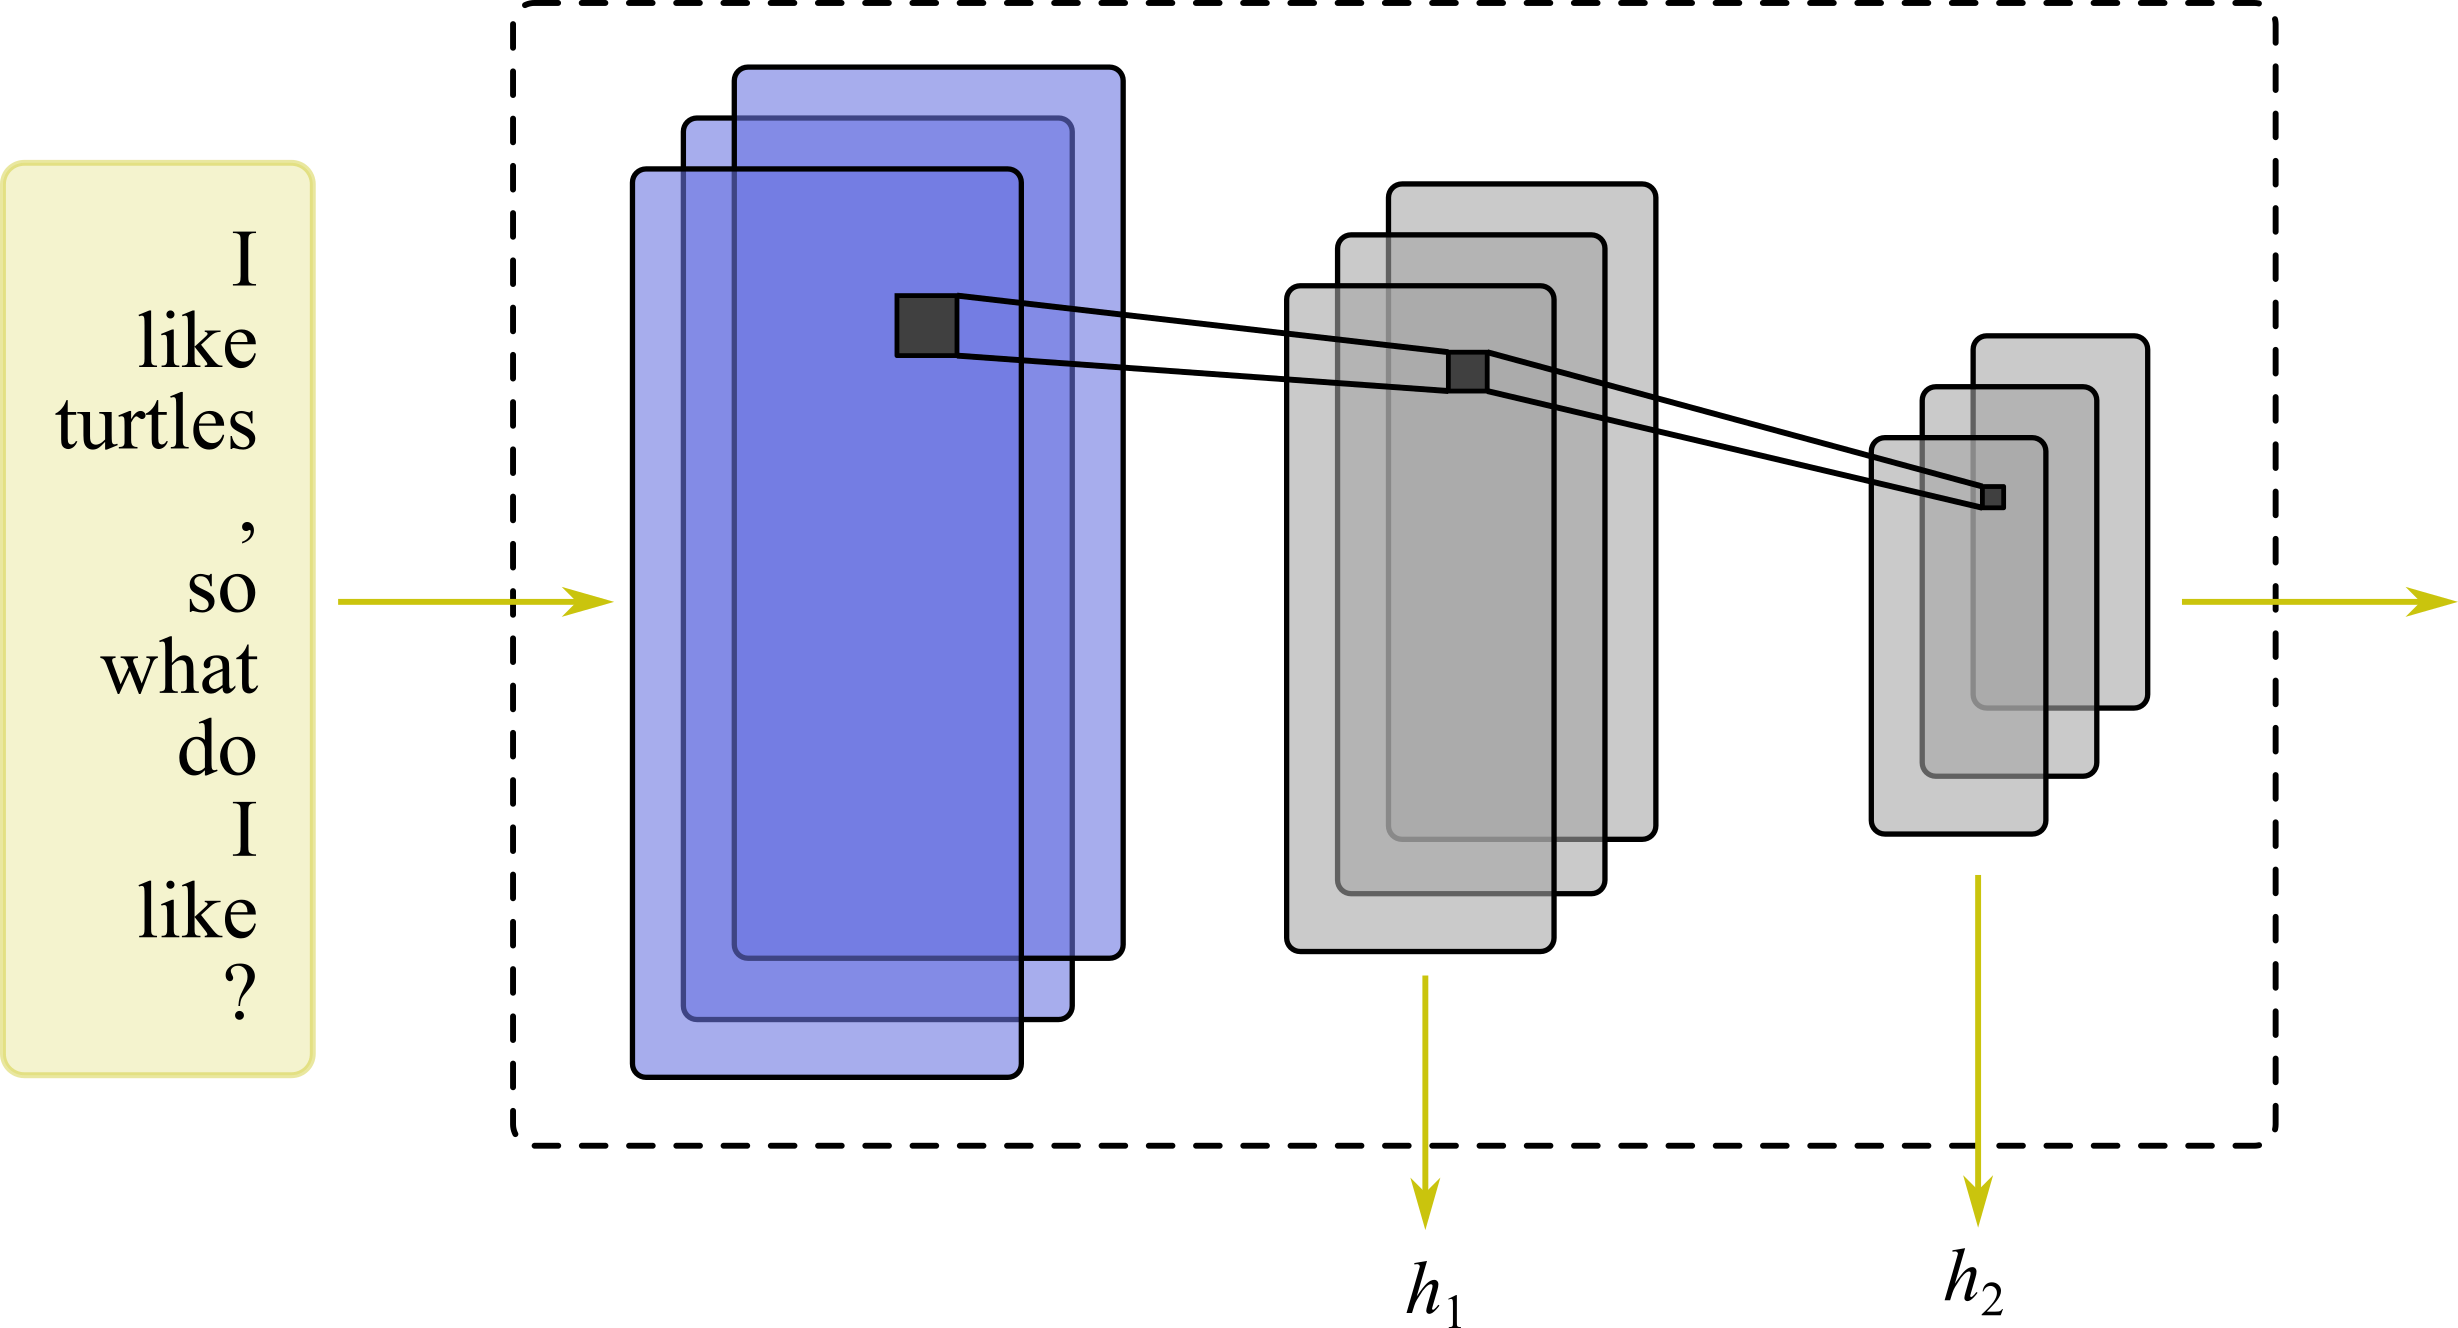 I
like
turtles
,
so
what
do
I
like
?
h₁
h₂